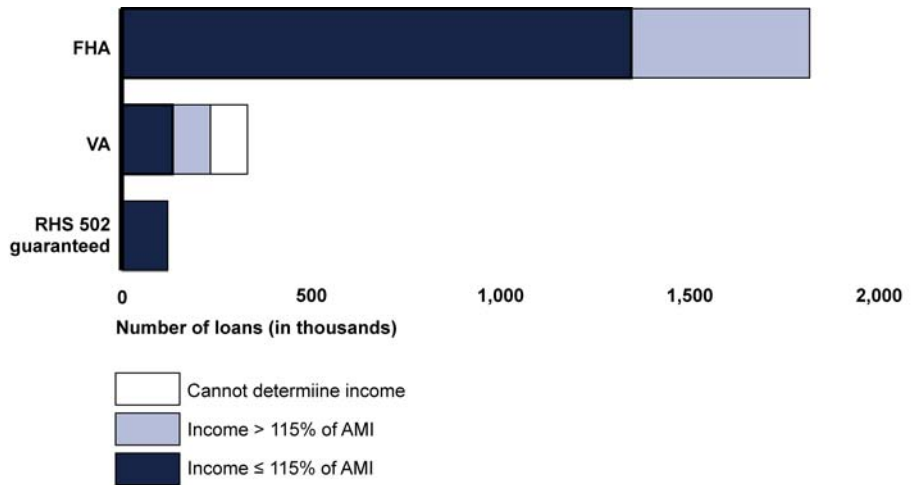 FHA
VA
RHS 502
guaranteed
0 500 1,000 1,500 2,000
Number of loans (in thousands)
Cannot determiine income
Income > 115% of AMI
Income ≤ 115% of AMI